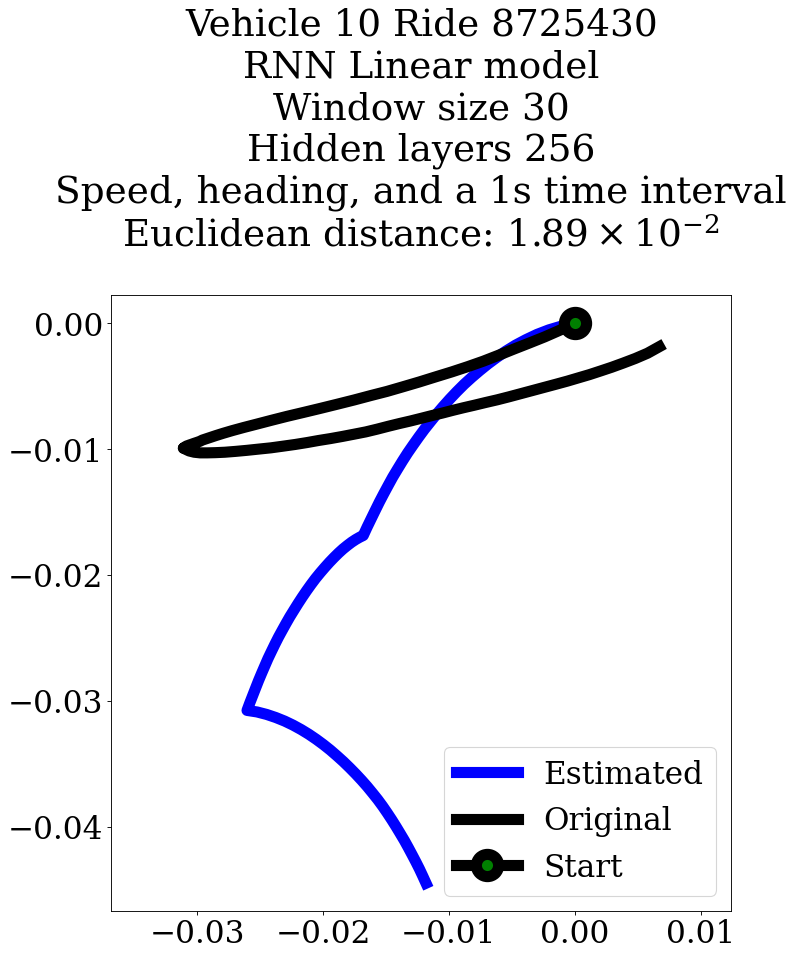 Vehicle 10 Ride 8725430
RNN Linear model
Window size 30
Hidden layers 256
Speed, heading, and a 1s time interval
Euclidean distance: 1.89 × 10⁻²
0.00
−0.01
−0.02
−0.03
−0.04
Estimated
Original
Start
−0.03 −0.02 −0.01 0.00 0.01